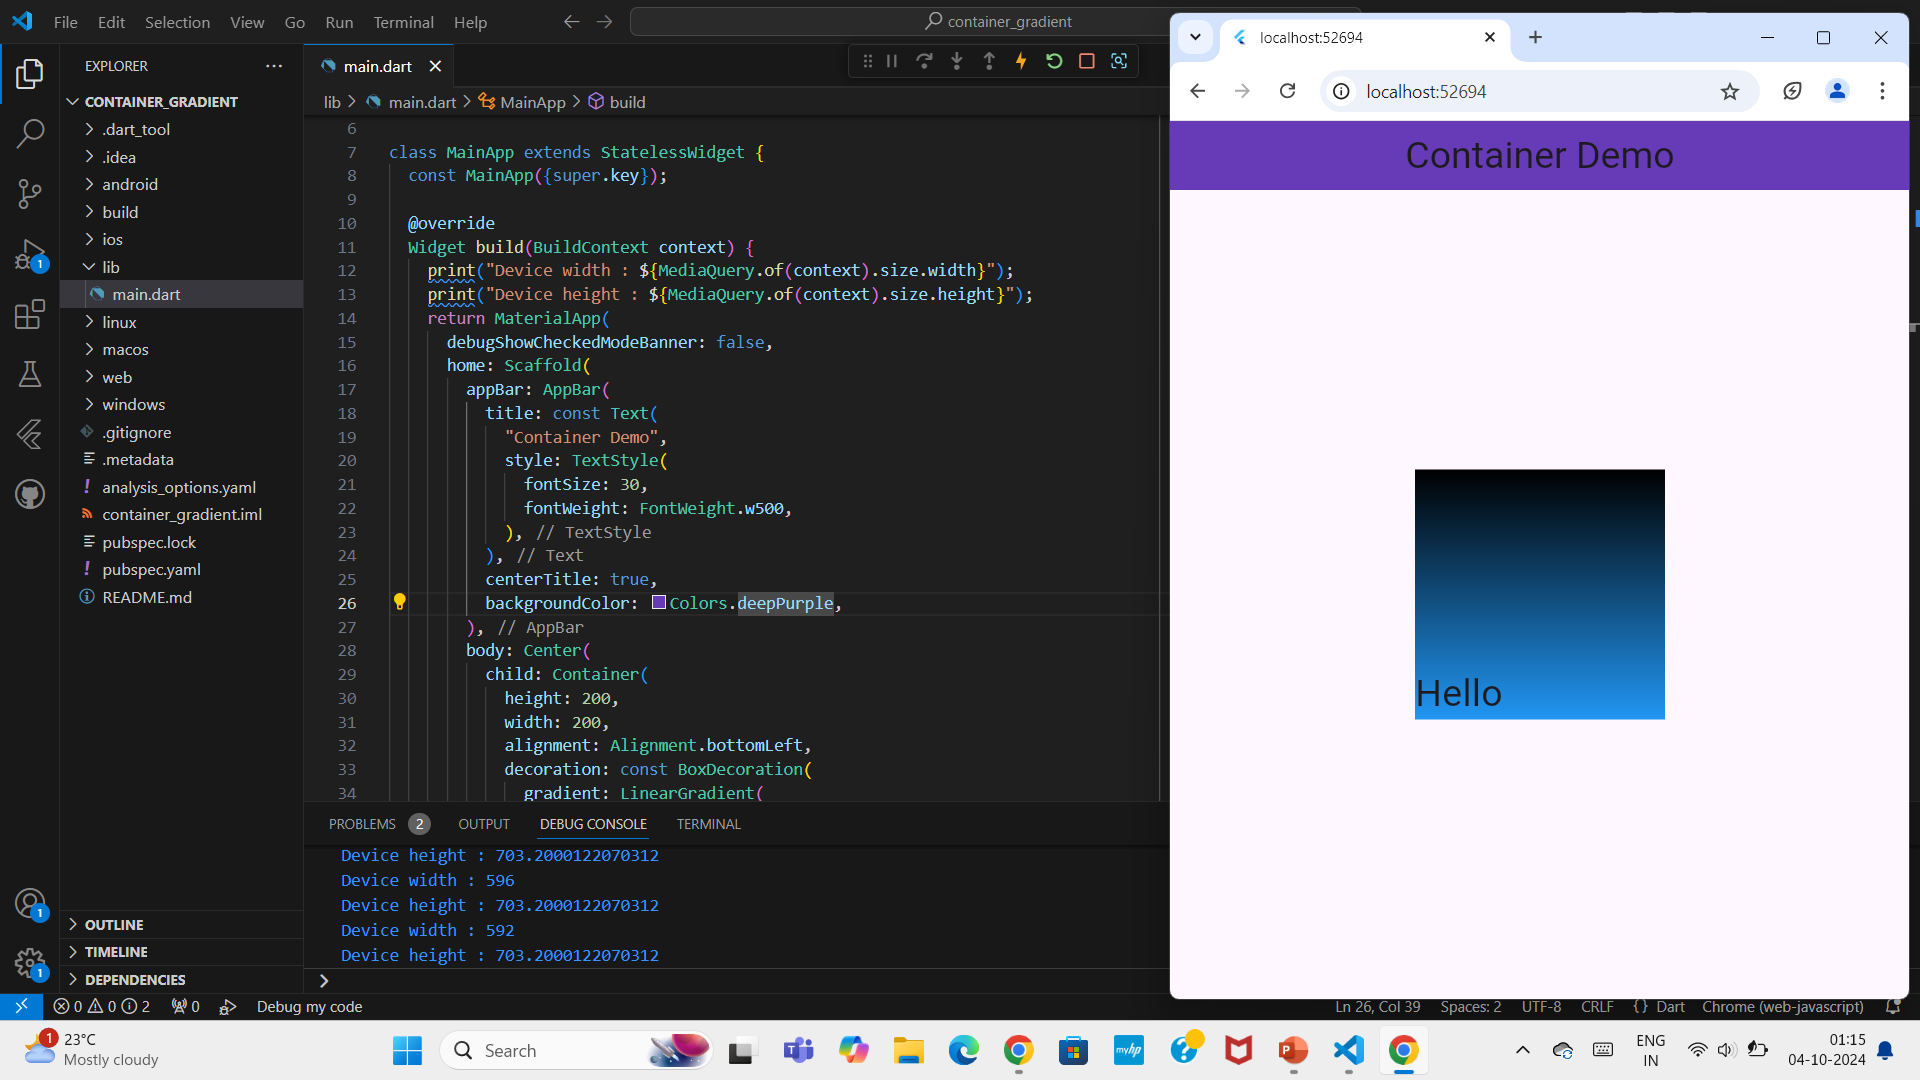 File Edit Selection View Go Run Terminal Help
container_gradient
EXPLORER
CONTAINER_GRADIENT
.dart_tool
.idea
android
build
ios
lib
main.dart
linux
macos
web
windows
.gitignore
.metadata
analysis_options.yaml
container_gradient.iml
pubspec.lock
pubspec.yaml
README.md
OUTLINE
TIMELINE
DEPENDENCIES
1
1
1
main.dart
lib > main.dart > MainApp > build
6
7 class MainApp extends StatelessWidget {
8 const MainApp({super.key});
9
10 @override
11 Widget build(BuildContext context) {
12 print("Device width : ${MediaQuery.of(context).size.width}");
13 print("Device height : ${MediaQuery.of(context).size.height}");
14 return MaterialApp(
15 debugShowCheckedModeBanner: false,
16 home: Scaffold(
17 appBar: AppBar(
18 title: const Text(
19 "Container Demo",
20 style: TextStyle(
21 fontSize: 30,
22 fontWeight: FontWeight.w500,
23 ), // TextStyle
24 ), // Text
25 centerTitle: true,
26 backgroundColor: Colors.deepPurple,
27 ), // AppBar
28 body: Center(
29 child: Container(
30 height: 200,
31 width: 200,
32 alignment: Alignment.bottomLeft,
33 decoration: const BoxDecoration(
34 gradient: LinearGradient(
PROBLEMS 2 OUTPUT DEBUG CONSOLE TERMINAL
Device height : 703.2000122070312
Device width : 596
Device height : 703.2000122070312
Device width : 592
Device height : 703.2000122070312
localhost:52694
localhost:52694
Container Demo
Hello
0 0 2 0 Debug my code
Ln 26, Col 39 Spaces: 2 UTF-8 CRLF {} Dart Chrome (web-javascript)
1
23°C
Mostly cloudy
Search
myhp
P
ENG
IN
01:15
04-10-2024